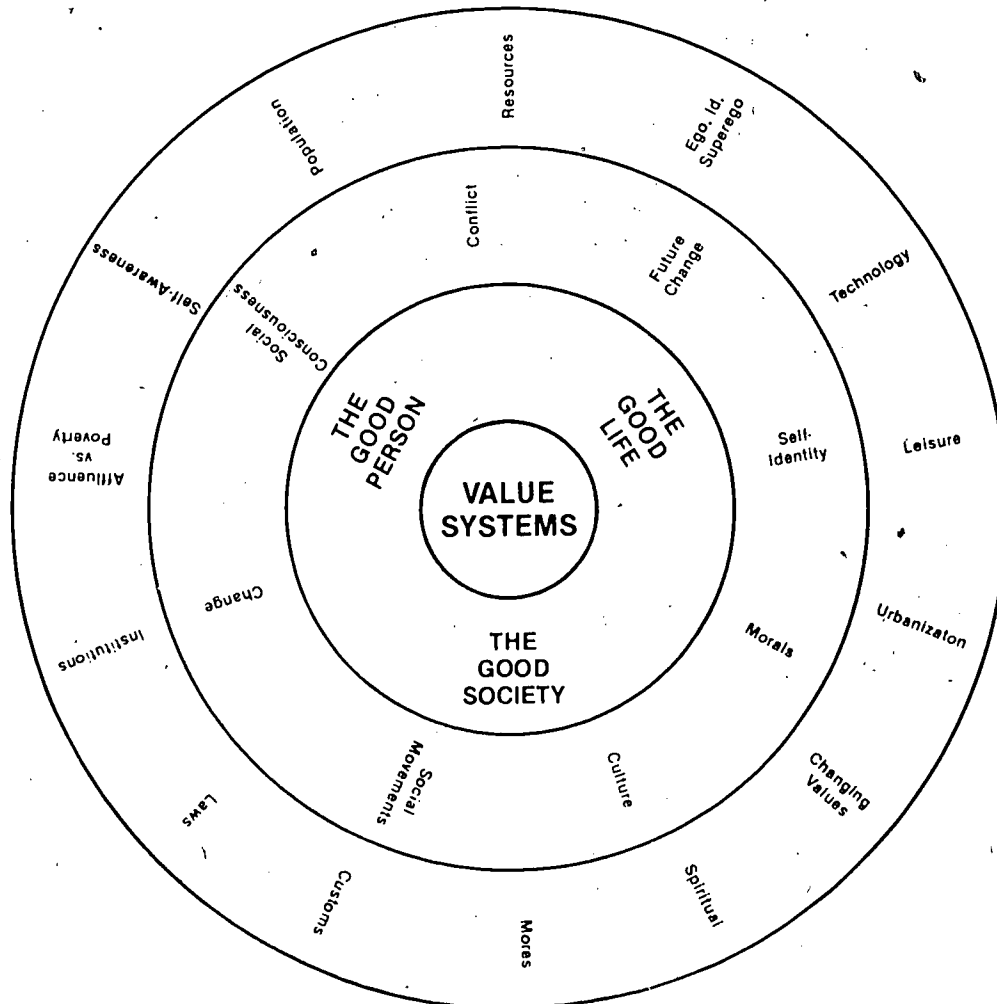 Resources
Ego. Id.
Superego
Technology
Leisure
Urbanizaton
Changing
Values
Spiritual
Mores
Customs
Laws
Institutions
Affluence
vs.
Poverty
Self-Awareness
Population
Conflict
Future
Change
Self-
Identity
Morals
Culture
Social
Movements
Change
Social
Consciousness
THE
GOOD
PERSON
THE
GOOD
LIFE
THE
GOOD
SOCIETY
VALUE
SYSTEMS